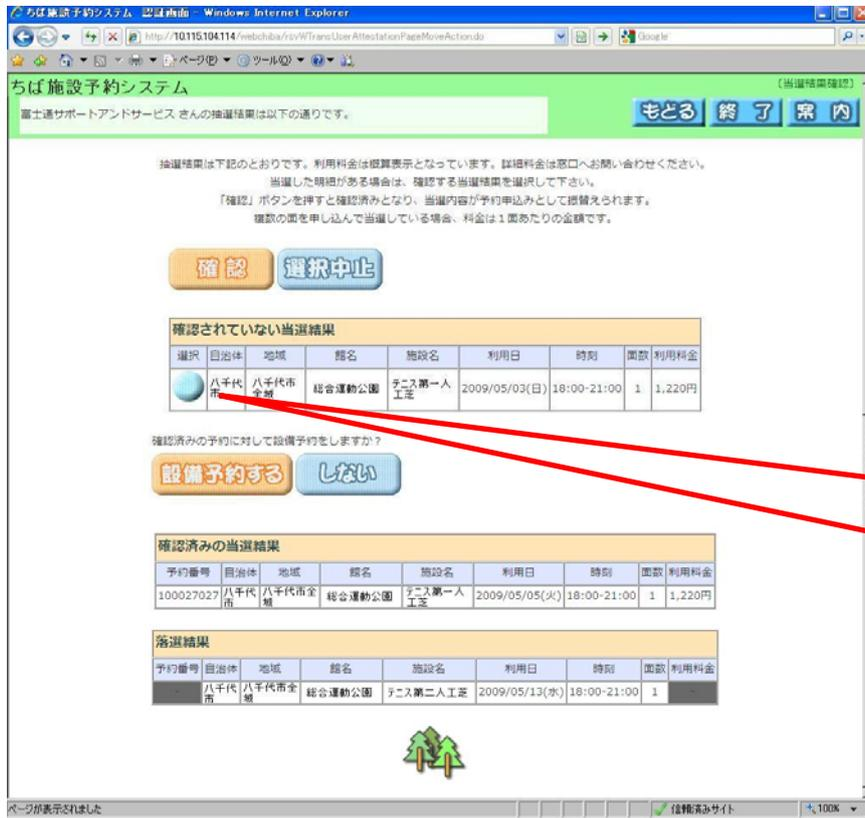 ちば施設予約システム 認証画面 - Windows Internet Explorer
http://10.115.104.114/webchiba/rsvWTransUserAttestationPageMoveAction.do
Google
ページ(P) ツール(O)
ちば施設予約システム
(当選結果確認)
富士通サポートアンドサービス さんの抽選結果は以下の通りです。
もどる 終了 案内
抽選結果は下記のとおりです。利用料金は概算表示となっています。詳細料金は窓口へお問い合わせください。
当選した明細がある場合は、確認する当選結果を選択して下さい。
「確認」ボタンを押すと確認済みとなり、当選内容が予約申込みとして振替えられます。
複数の面を申し込んで当選している場合、料金は1面あたりの金額です。
確認 選択中止
確認されていない当選結果
選択 自治体 地域 館名 施設名 利用日 時刻 面数 利用料金
八千代市 八千代市全域 総合運動公園 テニス第一人工芝 2009/05/03(日) 18:00-21:00 1 1,220円
確認済みの予約に対して設備予約をしますか?
設備予約する しない
確認済みの当選結果
予約番号 自治体 地域 館名 施設名 利用日 時刻 面数 利用料金
100027027 八千代市 八千代市全域 総合運動公園 テニス第一人工芝 2009/05/05(火) 18:00-21:00 1 1,220円
落選結果
予約番号 自治体 地域 館名 施設名 利用日 時刻 面数 利用料金
- 八千代市 八千代市全域 総合運動公園 テニス第二人工芝 2009/05/13(水) 18:00-21:00 1 -
ページが表示されました
信頼済みサイト
100%